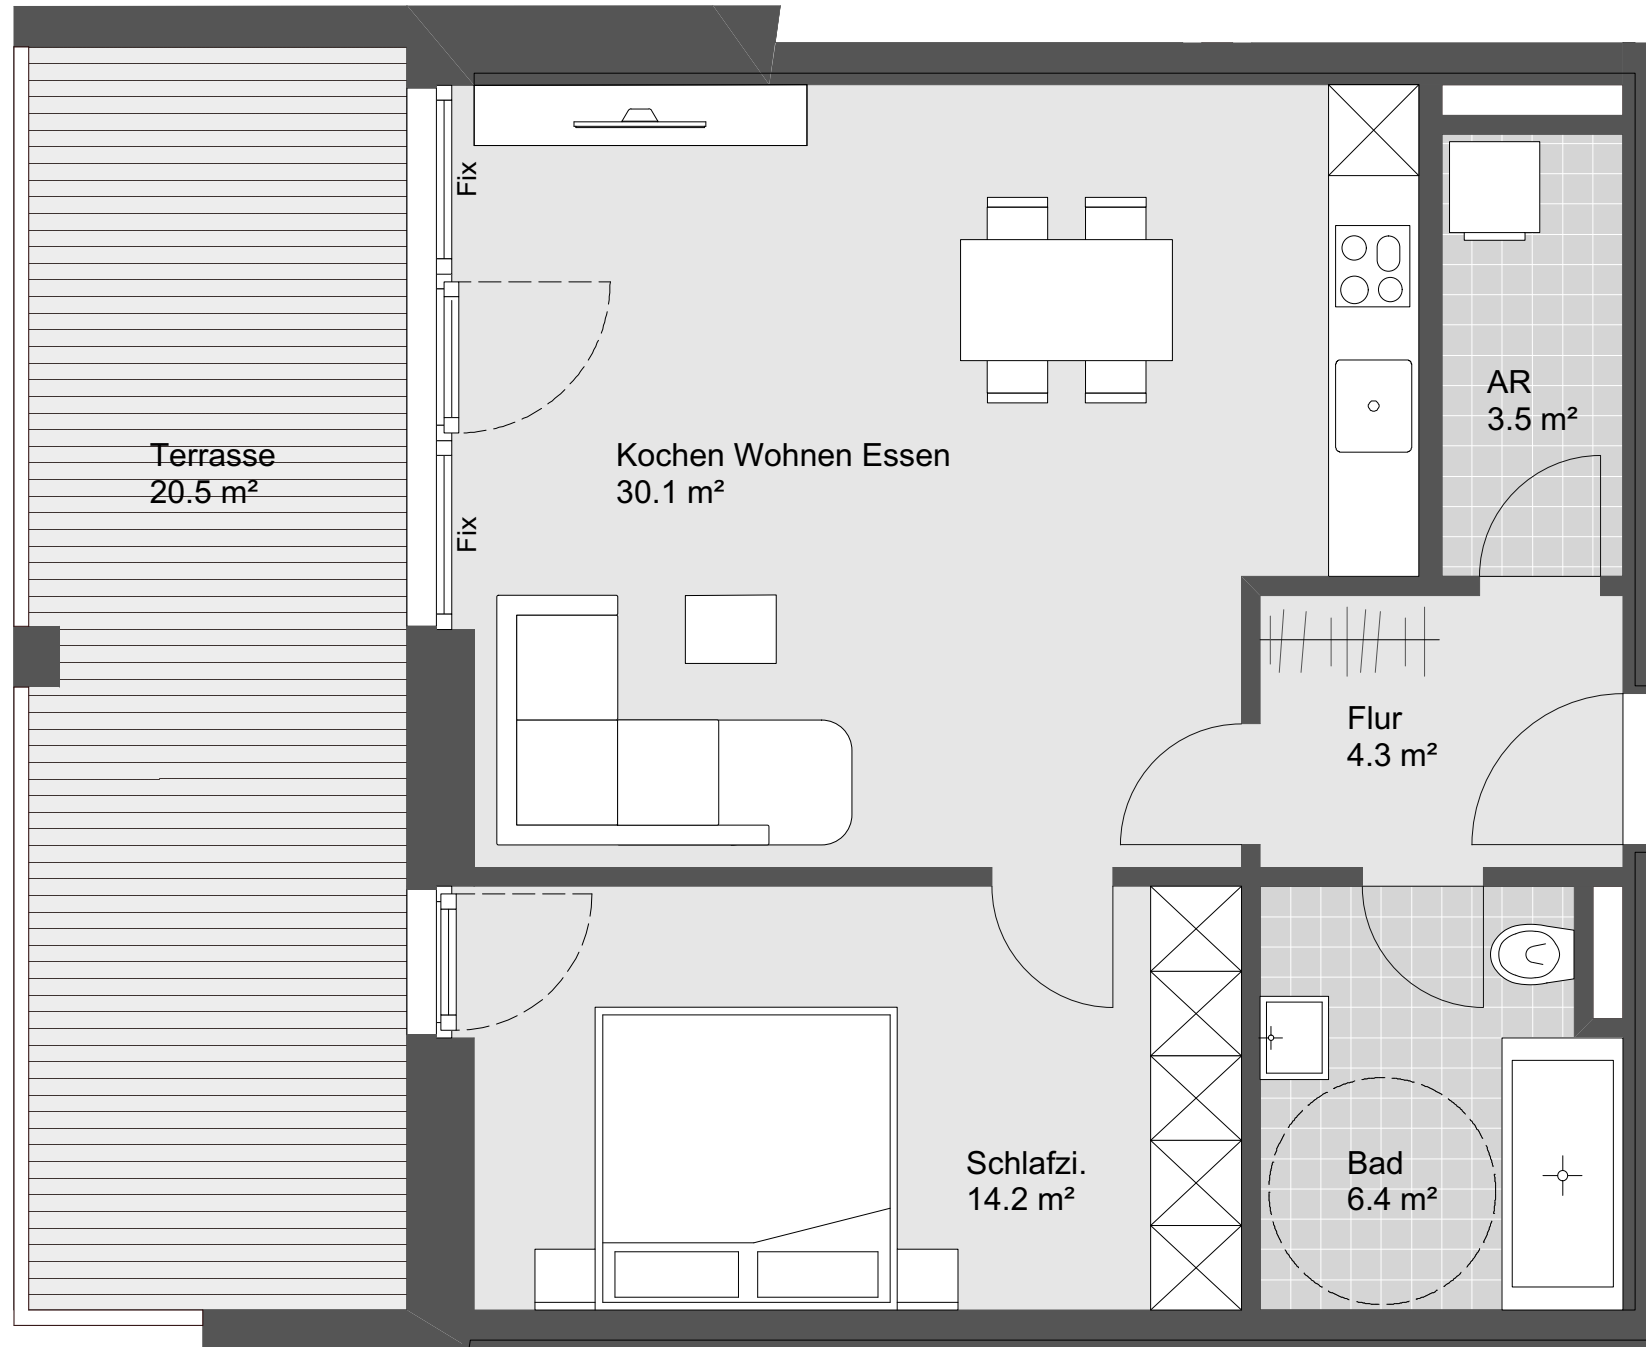 Fix
AR
3.5 m²
Terrasse
20.5 m²
Kochen Wohnen Essen
30.1 m²
Fix
Flur
4.3 m²
Schlafzi.
14.2 m²
Bad
6.4 m²